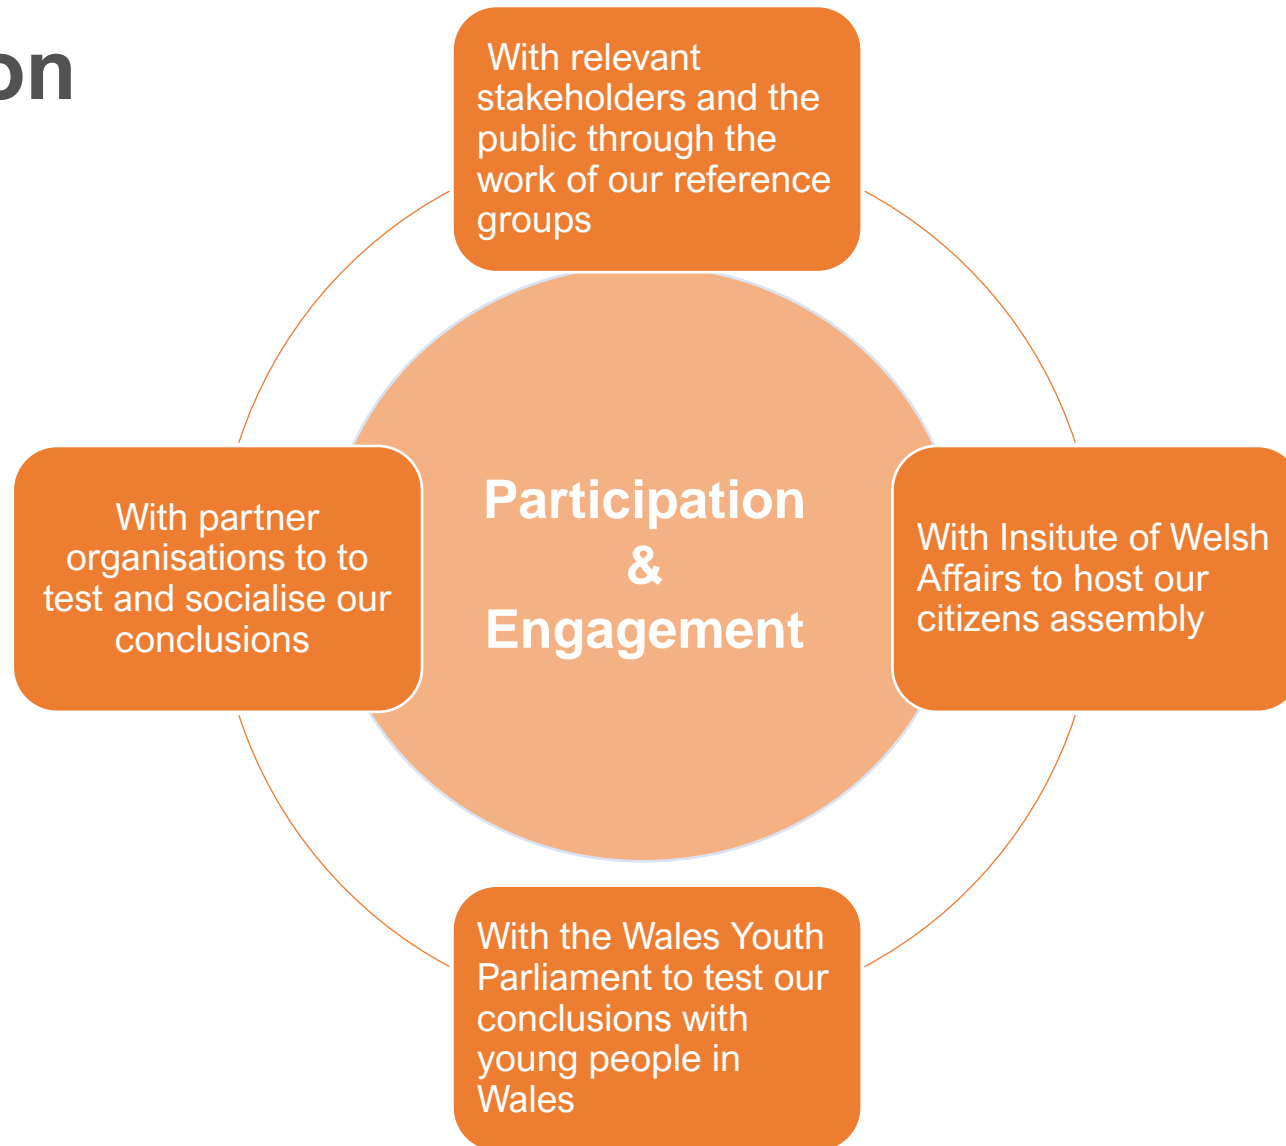 on
With relevant
stakeholders and the
public through the
work of our reference
groups
With partner
organisations to to
test and socialise our
conclusions
Participation
&
Engagement
With Insitute of Welsh
Affairs to host our
citizens assembly
With the Wales Youth
Parliament to test our
conclusions with
young people in
Wales